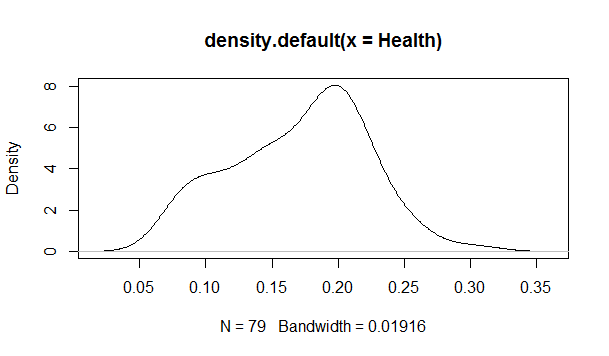 density.default(x = Health)
Density
8
6
4
2
0
0.05 0.10 0.15 0.20 0.25 0.30 0.35
N = 79 Bandwidth = 0.01916